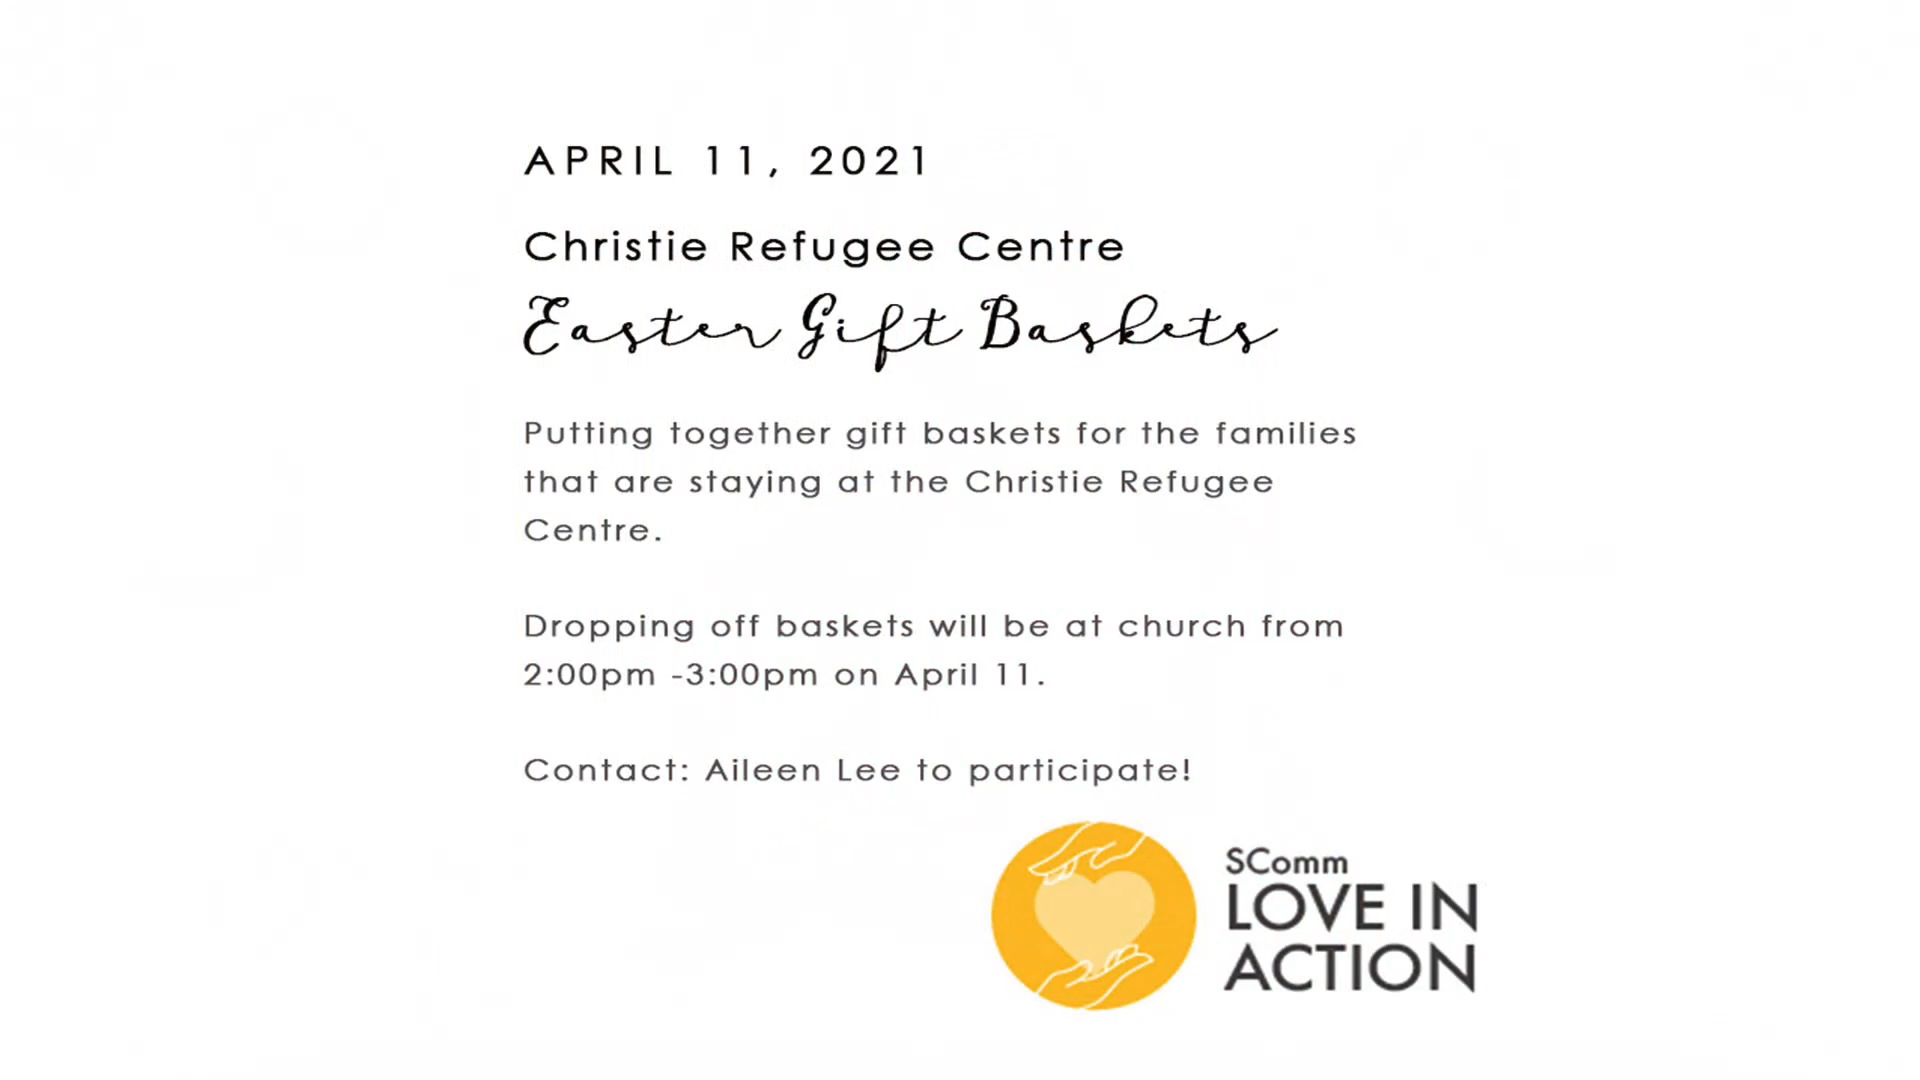 APRIL 11, 2021
Christie Refugee Centre
Easter Gift Baskets
Putting together gift baskets for the families
that are staying at the Christie Refugee
Centre.
Dropping off baskets will be at church from
2:00pm -3:00pm on April 11.
Contact: Aileen Lee to participate!
SComm
LOVE IN
ACTION